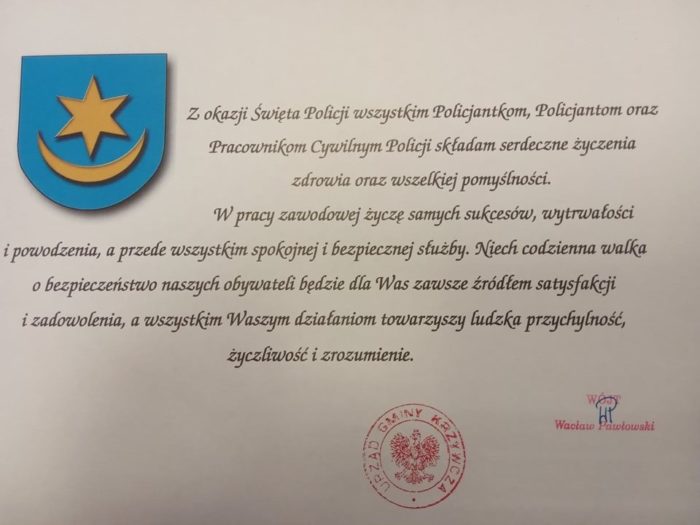 Z okazji Święta Policji wszystkim Policjantkom, Policjantom oraz
Pracownikom Cywilnym Policji składam serdeczne życzenia
zdrowia oraz wszelkiej pomyślności.
W pracy zawodowej życzę samych sukcesów, wytrwałości
i powodzenia, a przede wszystkim spokojnej i bezpiecznej służby. Niech codzienna walka
o bezpieczeństwo naszych obywateli będzie dla Was zawsze źródłem satysfakcji
i zadowolenia, a wszystkim Waszym działaniom towarzyszy ludzka przychylność,
życzliwość i zrozumienie.
WÓJT
Wacław Pawłowski
URZĄD GMINY KRZYWCZA